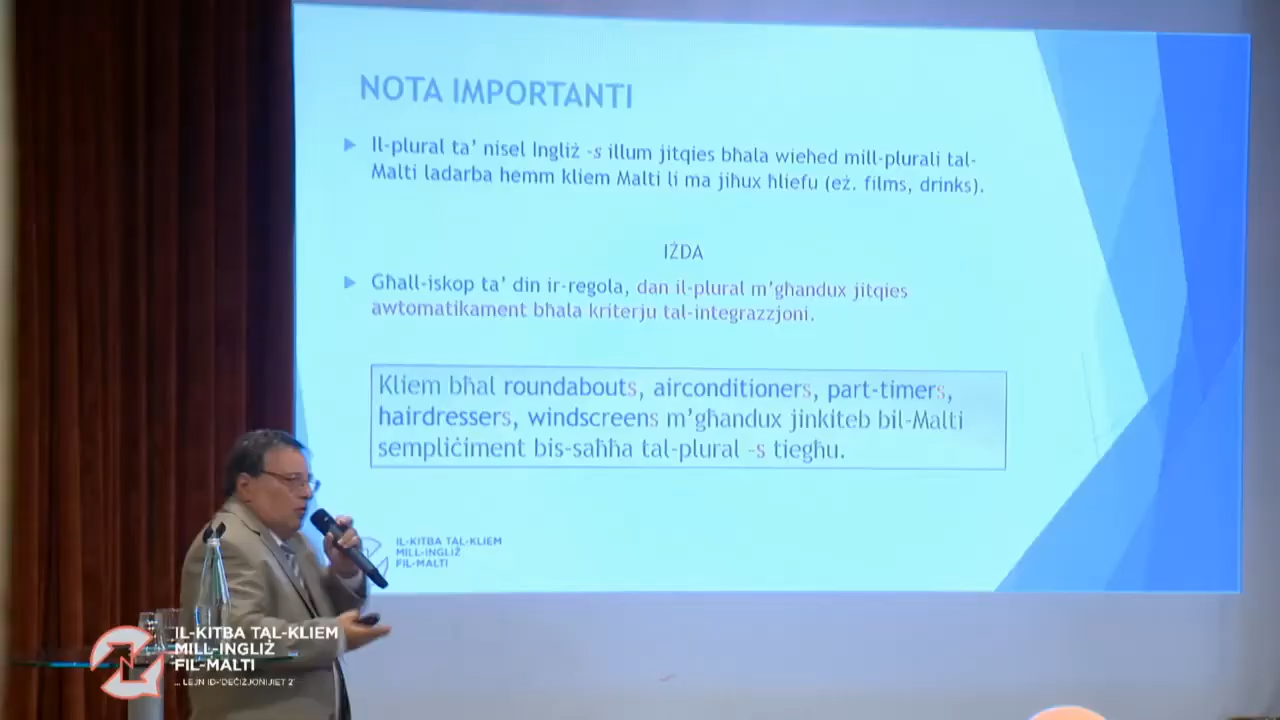 NOTA IMPORTANTI
Il-plural ta’ nisel Ingliż -s illum jitqies bħala wieħed mill-plurali tal-
Malti ladarba hemm kliem Malti li ma jiħux ħliefu (eż. films, drinks).
IŻDA
Għall-iskop ta’ din ir-regola, dan il-plural m’għandux jitqies
awtomatikament bħala kriterju tal-integrazzjoni.
Kliem bħal roundabouts, airconditioners, part-timers,
hairdressers, windscreens m’għandux jinkiteb bil-Malti
sempliċiment bis-saħħa tal-plural -s tiegħu.
IL-KITBA TAL-KLIEM
MILL-INGLIŻ
FIL-MALTI
IL-KITBA TAL-KLIEM
MILL-INGLIŻ
FIL-MALTI
... LEJN ID-'DEĊIŻJONIJIET 2'